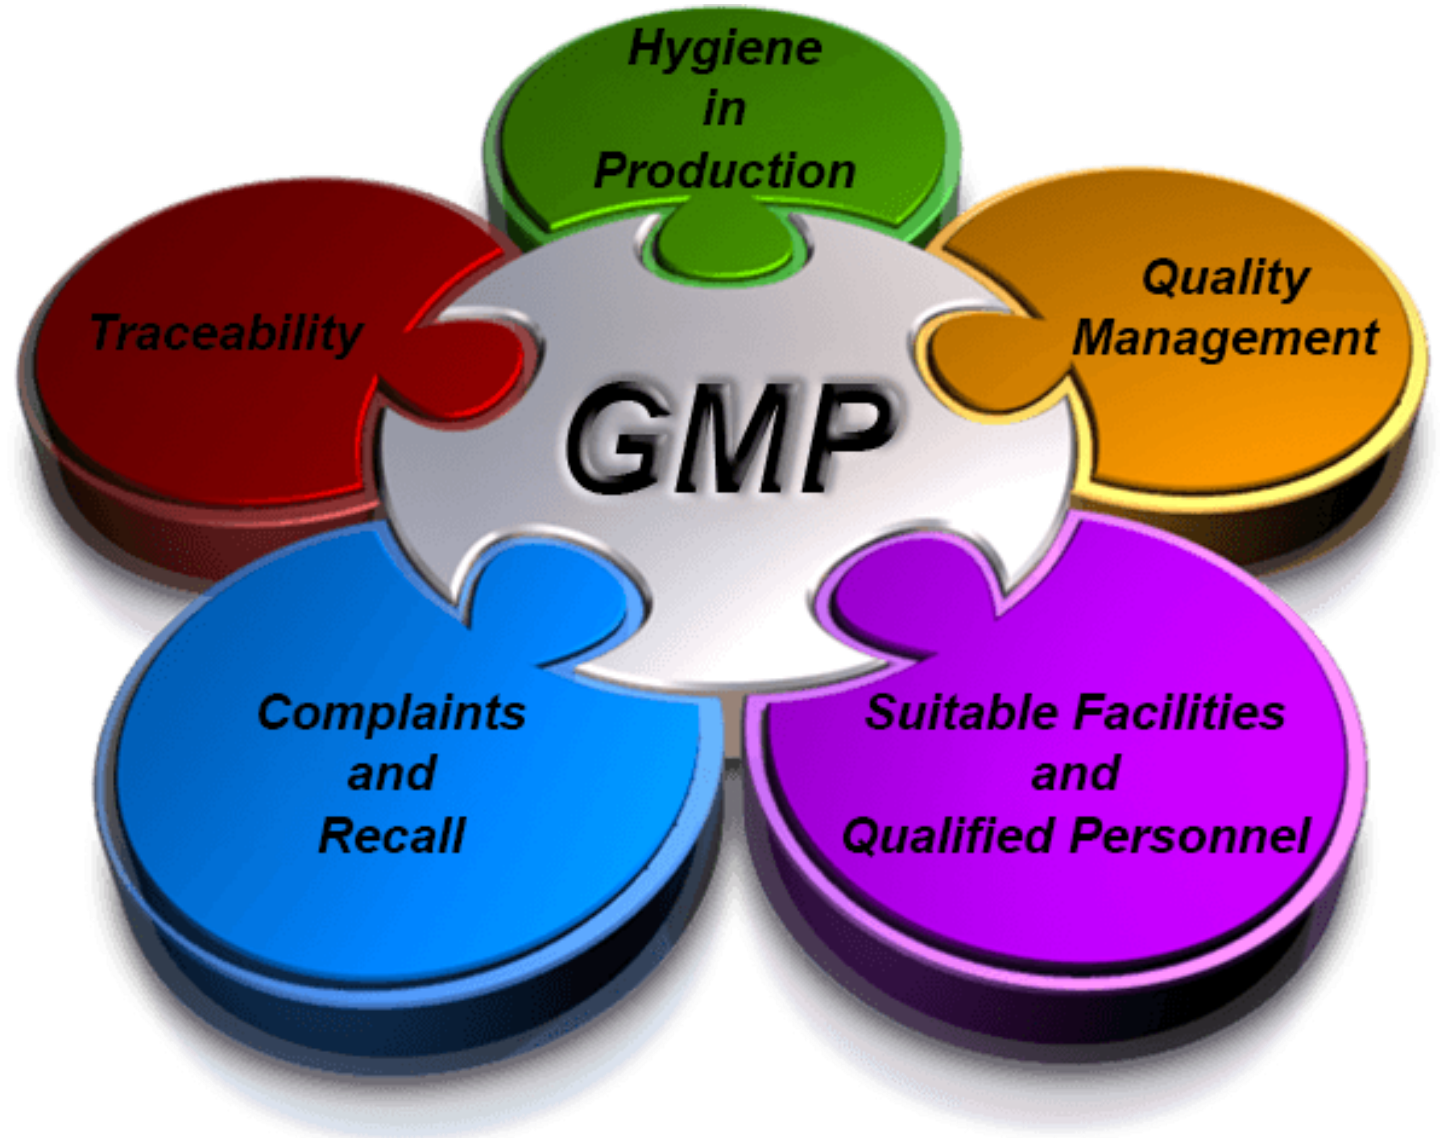 Hygiene
in
Production
Traceability
Quality
Management
GMP
Complaints
and
Recall
Suitable Facilities
and
Qualified Personnel